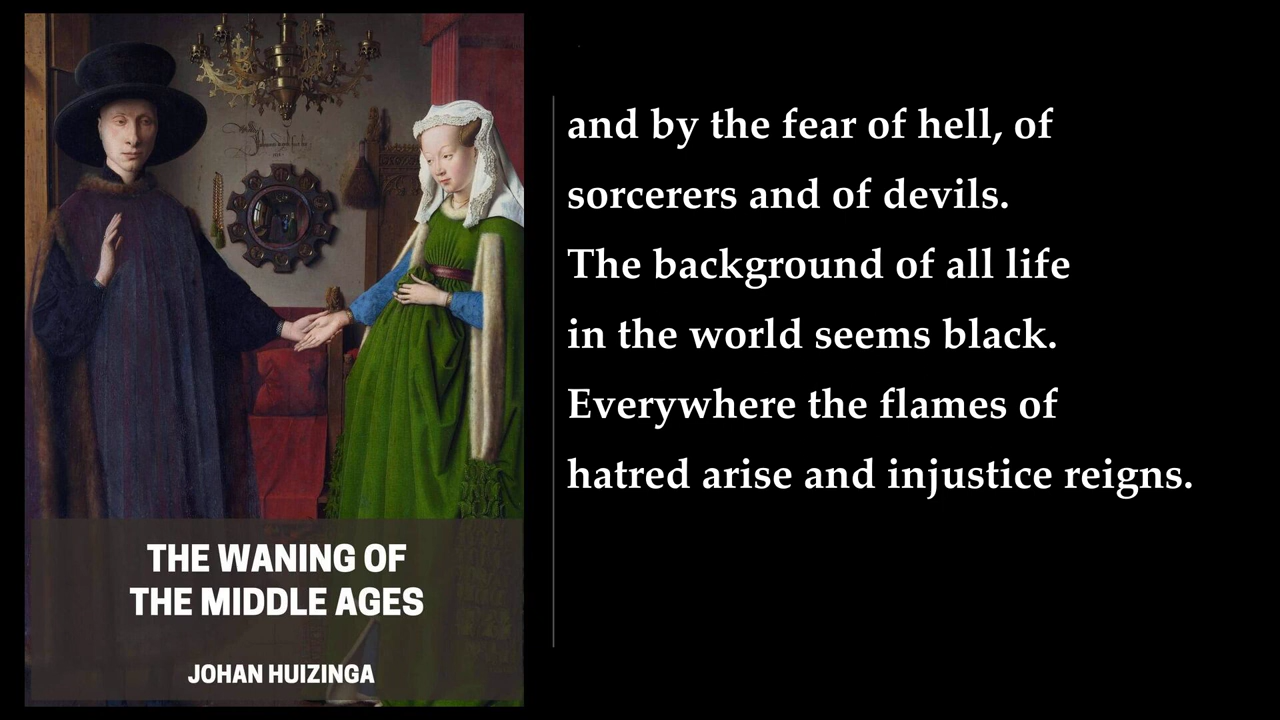 THE WANING OF
THE MIDDLE AGES
JOHAN HUIZINGA
and by the fear of hell, of
sorcerers and of devils.
The background of all life
in the world seems black.
Everywhere the flames of
hatred arise and injustice reigns.